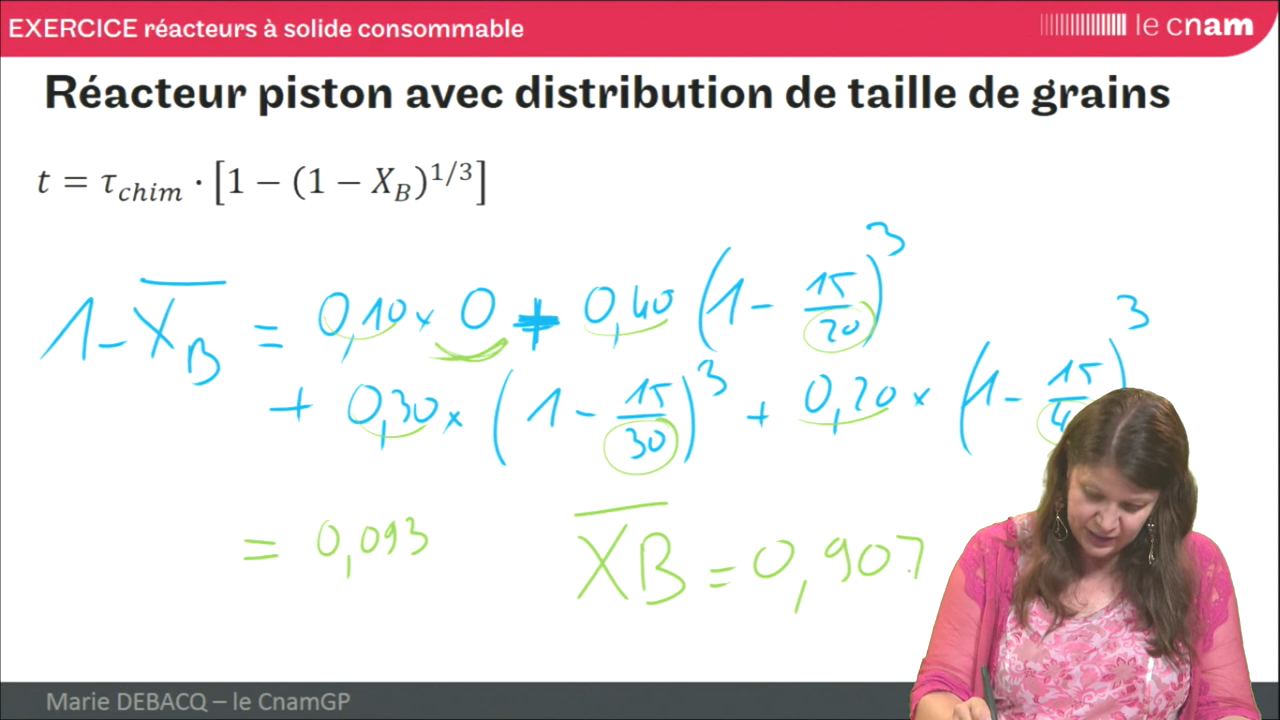 EXERCICE réacteurs à solide consommable
le cnam
Réacteur piston avec distribution de taille de grains
t = τ_chim · [1 − (1 − X_B)^{1/3}]
1 - X̅_B = 0,10 × 0 + 0,40 (1 - 15/20)^3
+ 0,30 × (1 - 15/30)^3 + 0,20 × (1 - 15/4
)^3
= 0,093
X̅B = 0,907
Marie DEBACQ – le CnamGP